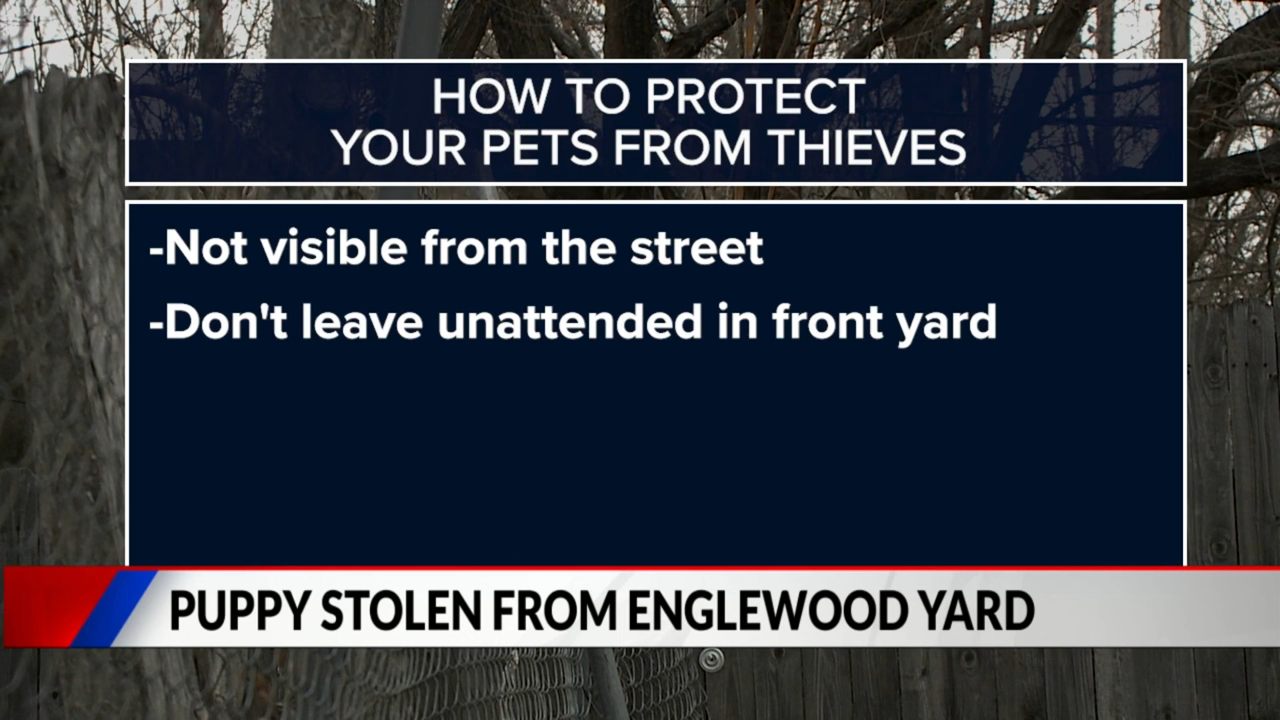 HOW TO PROTECT
YOUR PETS FROM THIEVES
-Not visible from the street
-Don't leave unattended in front yard
PUPPY STOLEN FROM ENGLEWOOD YARD